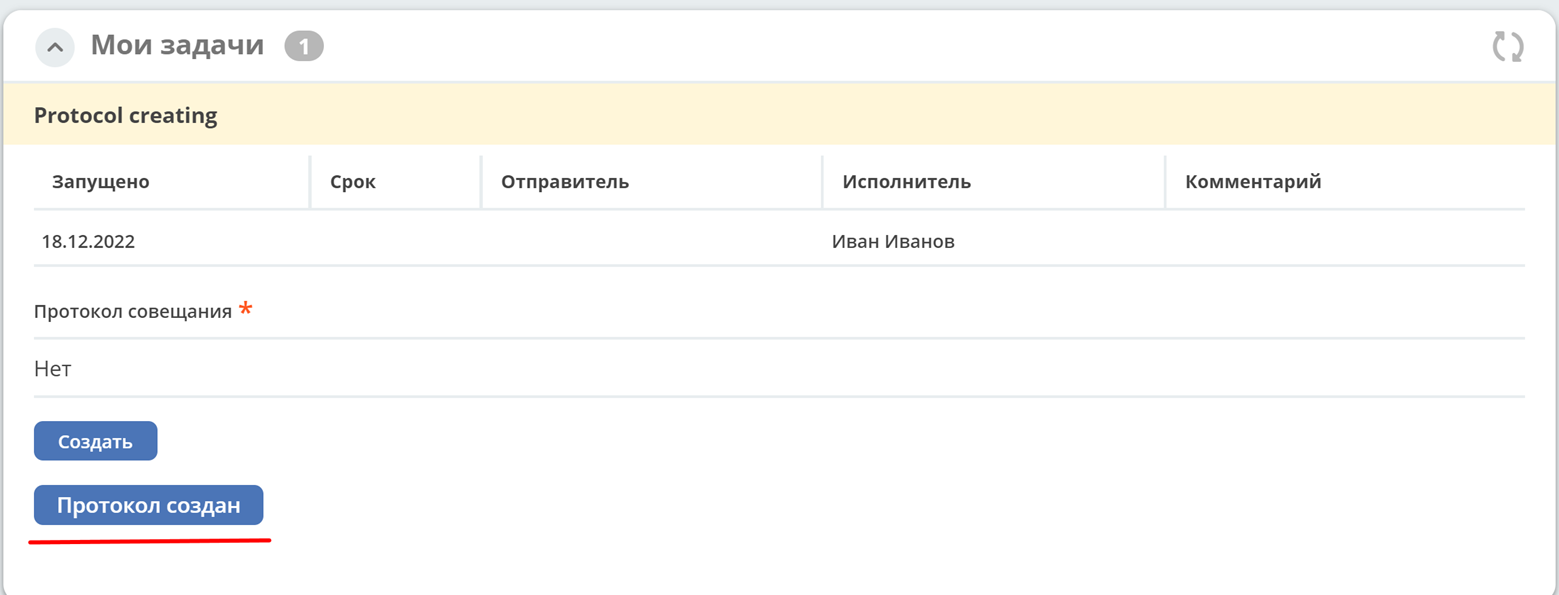 Мои задачи 1
Protocol creating
Запущено Срок Отправитель Исполнитель Комментарий
18.12.2022 Иван Иванов
Протокол совещания *
Нет
Создать
Протокол создан